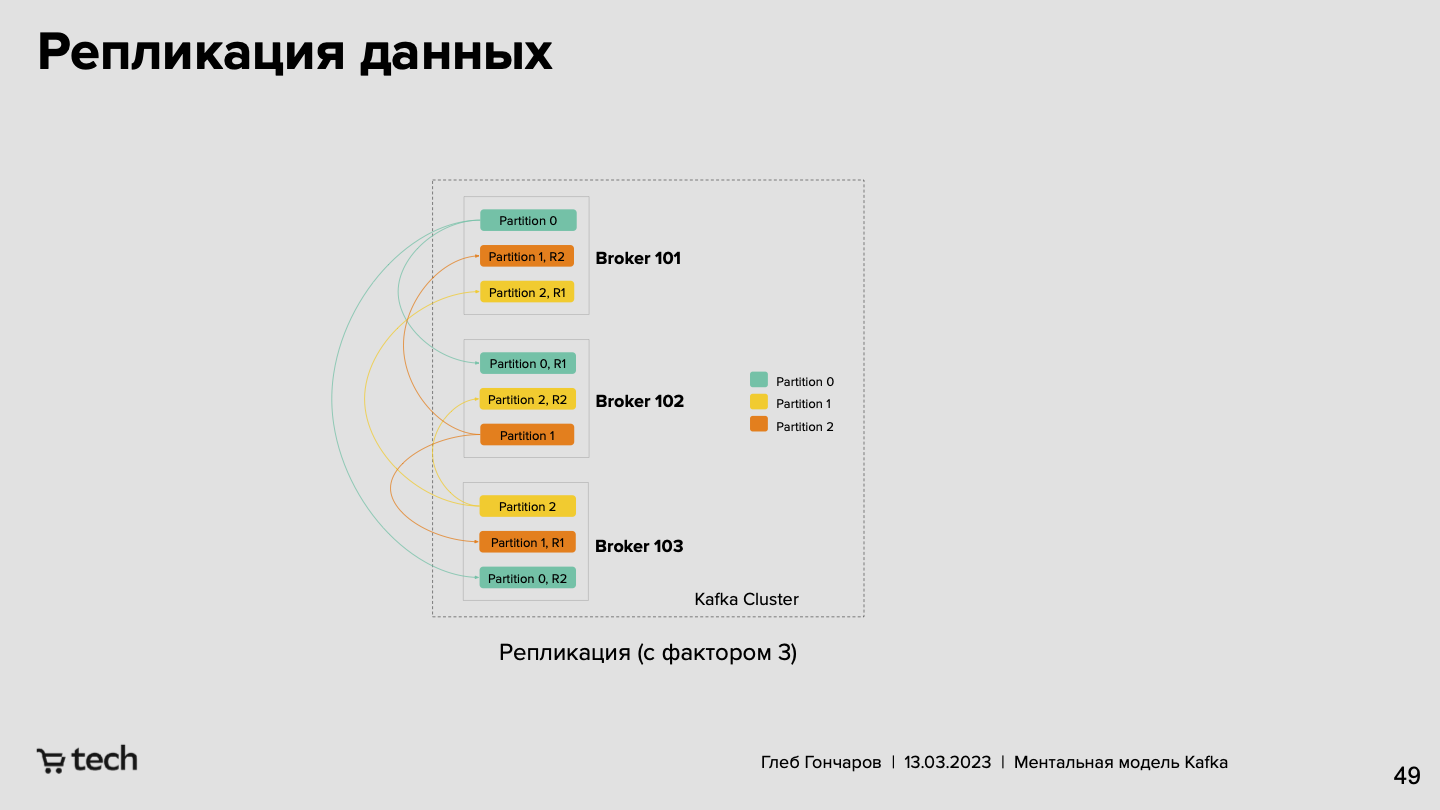 Репликация данных
Partition 0
Partition 1, R2
Partition 2, R1
Broker 101
Partition 0, R1
Partition 2, R2
Partition 1
Broker 102
Partition 2
Partition 1, R1
Partition 0, R2
Broker 103
Partition 0
Partition 1
Partition 2
Kafka Cluster
Репликация (с фактором 3)
tech
Глеб Гончаров | 13.03.2023 | Ментальная модель Kafka
49